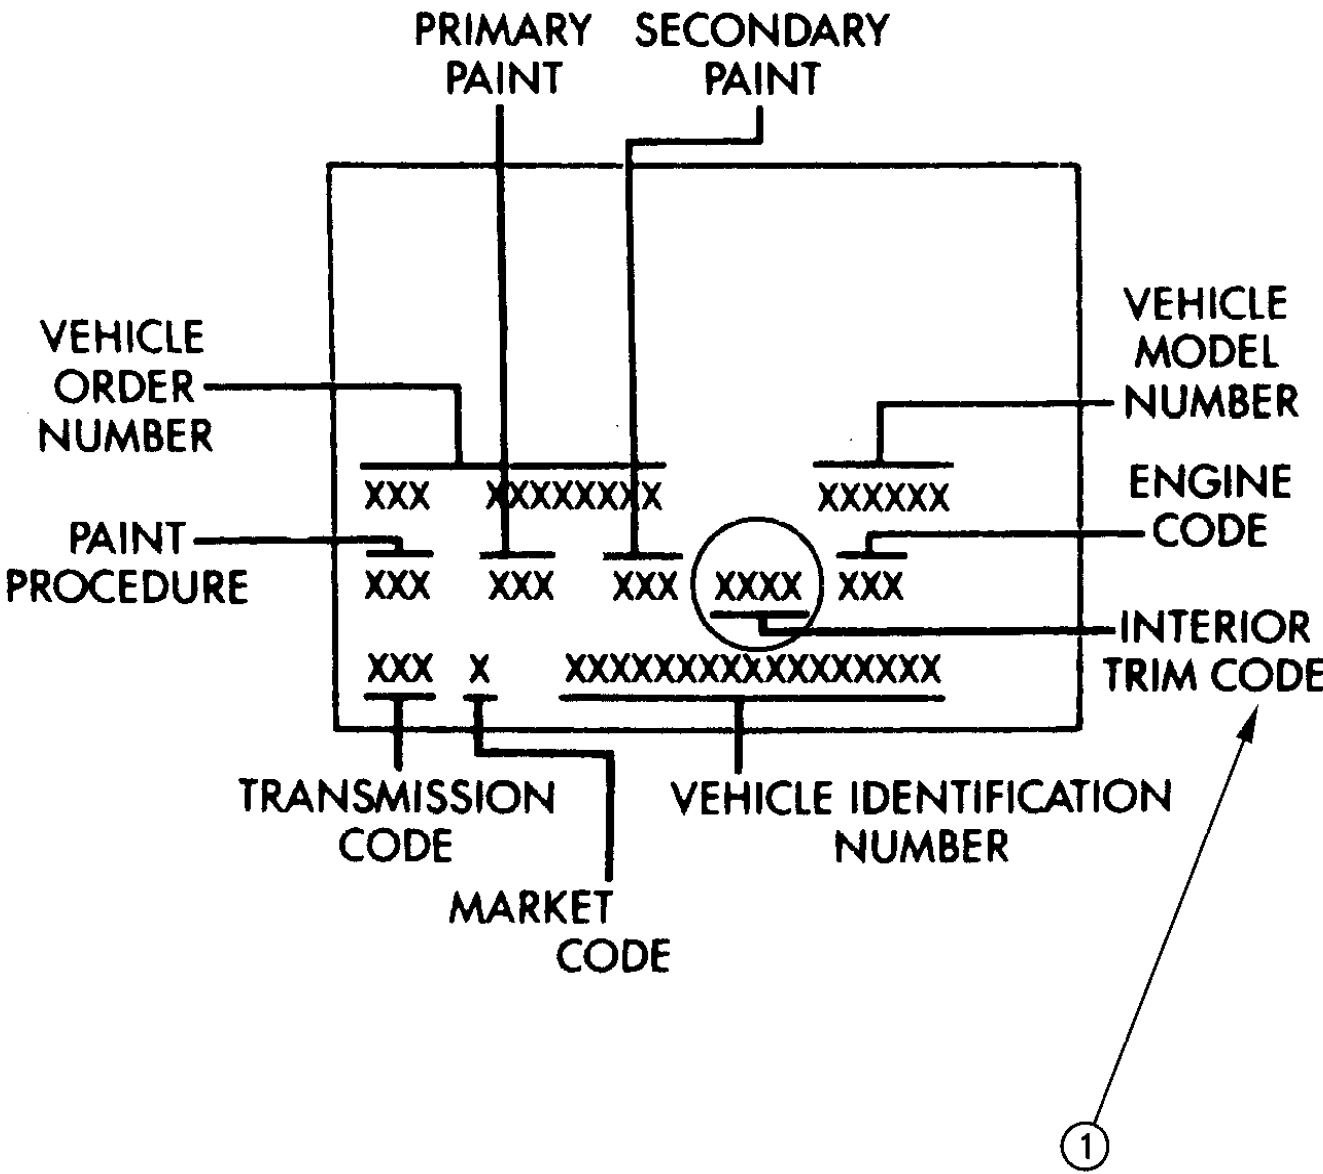 PRIMARY PAINT
SECONDARY PAINT
VEHICLE ORDER NUMBER
VEHICLE MODEL NUMBER
XXX XXXXXXXX XXXXXX
ENGINE CODE
PAINT PROCEDURE
XXX XXX XXX XXXX XXX
INTERIOR TRIM CODE
XXX X XXXXXXXXXXXXXXXXX
TRANSMISSION CODE
VEHICLE IDENTIFICATION NUMBER
MARKET CODE
1